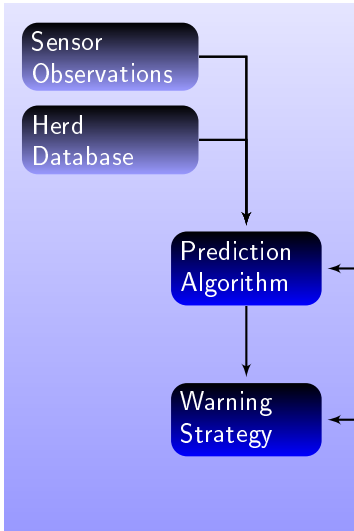 Sensor
Observations
Herd
Database
Prediction
Algorithm
Warning
Strategy